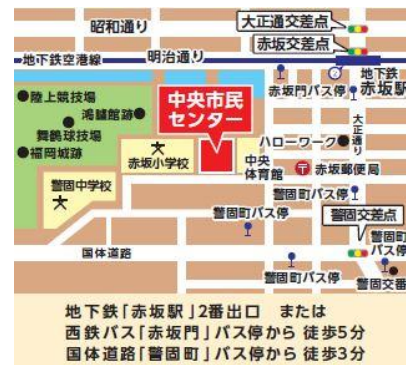 昭和通り
大正通交差点
赤坂交差点
地下鉄空港線
明治通り
地下鉄
赤坂駅
赤坂門バス停
陸上競技場
鴻臚館跡
舞鶴球技場
福岡城跡
中央市民
センター
大正通り
ハローワーク
赤坂小学校
中央
体育館
赤坂郵便局
警固中学校
警固町バス停
警固町バス停
警固交差点
警固町
バス停
国体道路
警固町バス停
警固交番
地下鉄「赤坂駅」2番出口 または
西鉄バス「赤坂門」バス停から 徒歩5分
国体道路「警固町」バス停から 徒歩3分